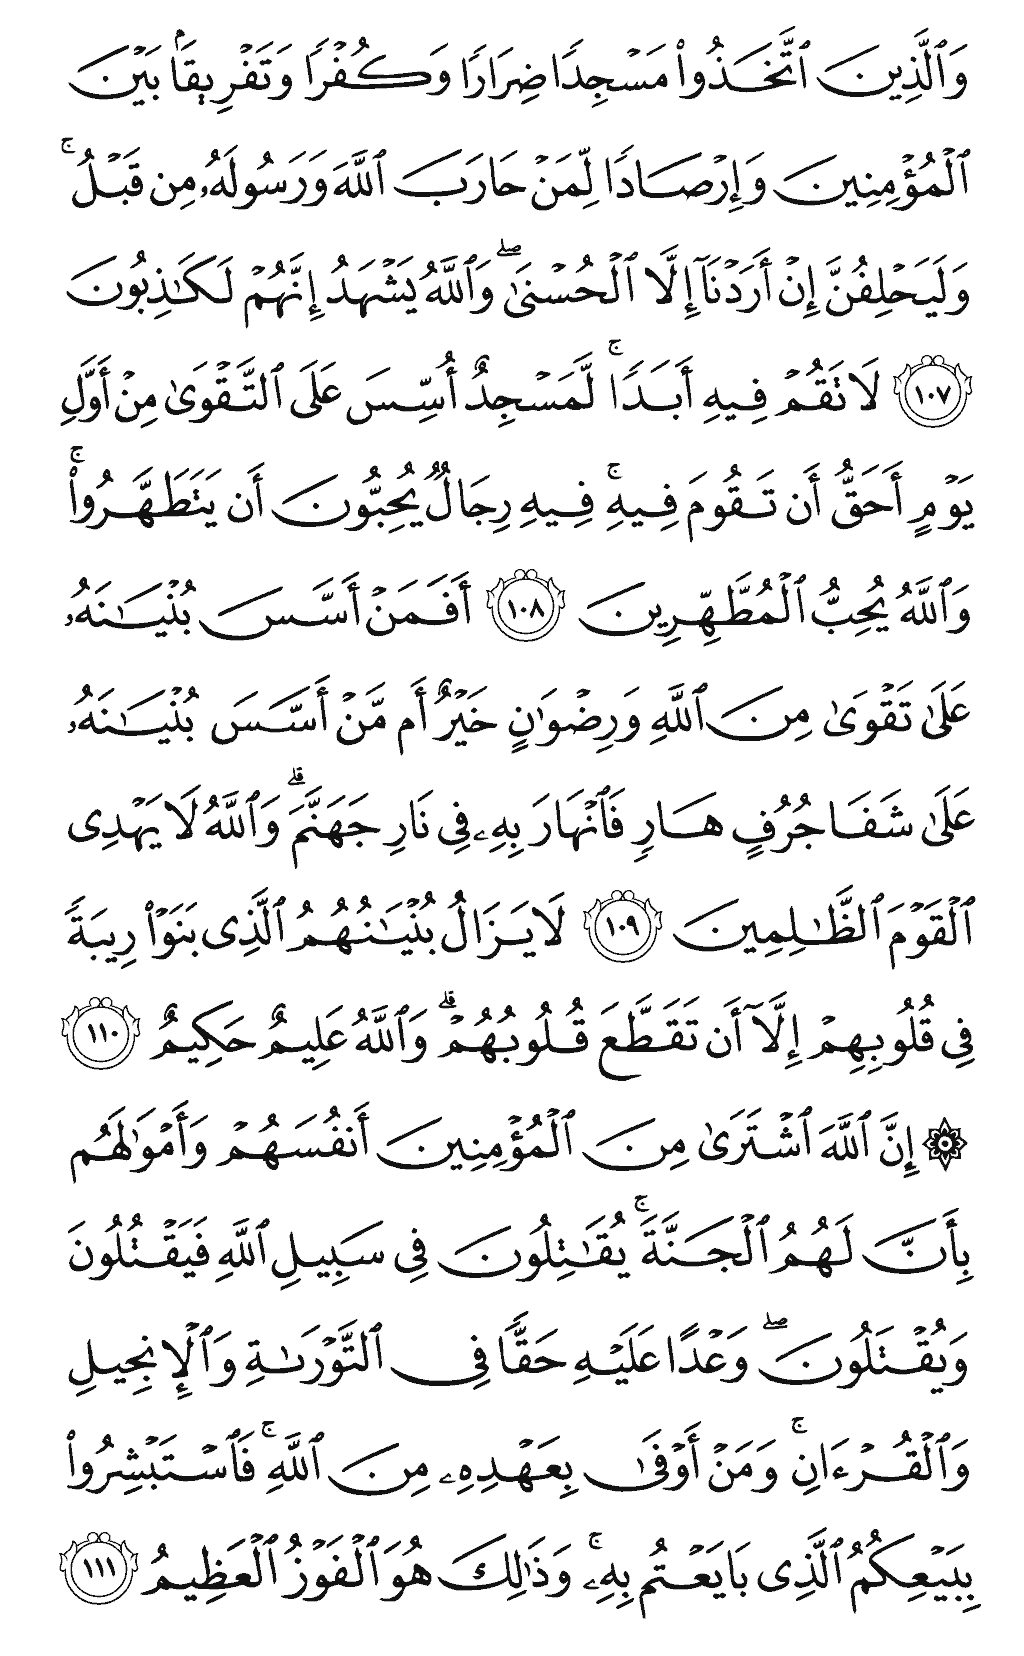 وَٱلَّذِينَ ٱتَّخَذُوا۟ مَسْجِدًا ضِرَارًا وَكُفْرًا وَتَفْرِيقًۢا بَيْنَ
ٱلْمُؤْمِنِينَ وَإِرْصَادًا لِّمَنْ حَارَبَ ٱللَّهَ وَرَسُولَهُۥ مِن قَبْلُ ۚ
وَلَيَحْلِفُنَّ إِنْ أَرَدْنَآ إِلَّا ٱلْحُسْنَىٰ ۖ وَٱللَّهُ يَشْهَدُ إِنَّهُمْ لَكَـٰذِبُونَ
١٠٧ لَا تَقُمْ فِيهِ أَبَدًا ۚ لَّمَسْجِدٌ أُسِّسَ عَلَى ٱلتَّقْوَىٰ مِنْ أَوَّلِ
يَوْمٍ أَحَقُّ أَن تَقُومَ فِيهِ ۚ فِيهِ رِجَالٌ يُحِبُّونَ أَن يَتَطَهَّرُوا۟ ۚ
وَٱللَّهُ يُحِبُّ ٱلْمُطَّهِّرِينَ ١٠٨ أَفَمَنْ أَسَّسَ بُنْيَـٰنَهُۥ
عَلَىٰ تَقْوَىٰ مِنَ ٱللَّهِ وَرِضْوَٰنٍ خَيْرٌ أَم مَّنْ أَسَّسَ بُنْيَـٰنَهُۥ
عَلَىٰ شَفَا جُرُفٍ هَارٍ فَٱنْهَارَ بِهِۦ فِى نَارِ جَهَنَّمَ ۗ وَٱللَّهُ لَا يَهْدِى
ٱلْقَوْمَ ٱلظَّـٰلِمِينَ ١٠٩ لَا يَزَالُ بُنْيَـٰنُهُمُ ٱلَّذِى بَنَوْا۟ رِيبَةً
فِى قُلُوبِهِمْ إِلَّآ أَن تَقَطَّعَ قُلُوبُهُمْ ۗ وَٱللَّهُ عَلِيمٌ حَكِيمٌ ١١٠
۞ إِنَّ ٱللَّهَ ٱشْتَرَىٰ مِنَ ٱلْمُؤْمِنِينَ أَنفُسَهُمْ وَأَمْوَٰلَهُم
بِأَنَّ لَهُمُ ٱلْجَنَّةَ ۚ يُقَـٰتِلُونَ فِى سَبِيلِ ٱللَّهِ فَيَقْتُلُونَ
وَيُقْتَلُونَ ۖ وَعْدًا عَلَيْهِ حَقًّا فِى ٱلتَّوْرَىٰةِ وَٱلْإِنجِيلِ
وَٱلْقُرْءَانِ ۚ وَمَنْ أَوْفَىٰ بِعَهْدِهِۦ مِنَ ٱللَّهِ ۚ فَٱسْتَبْشِرُوا۟
بِبَيْعِكُمُ ٱلَّذِى بَايَعْتُم بِهِۦ ۚ وَذَٰلِكَ هُوَ ٱلْفَوْزُ ٱلْعَظِيمُ ١١١